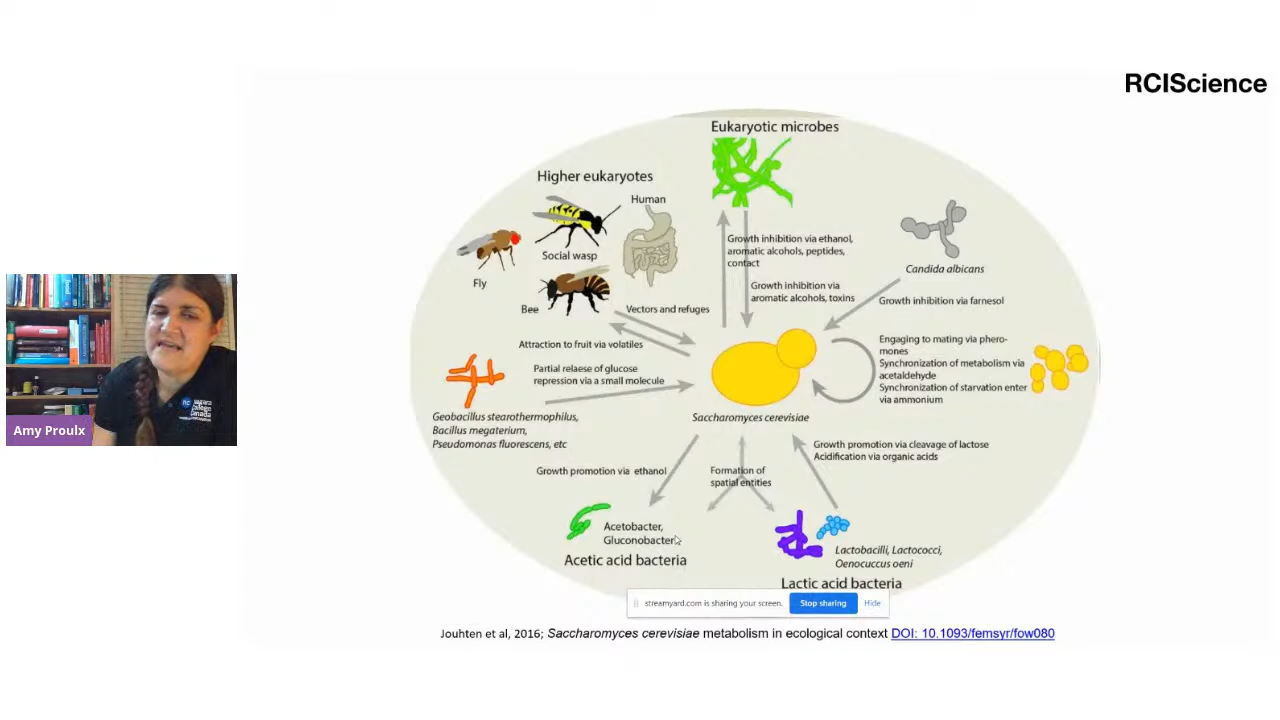 RCIScience
Eukaryotic microbes
Higher eukaryotes
Human
Social wasp
Fly
Bee
Vectors and refuges
Growth inhibition via ethanol,
aromatic alcohols, peptides,
contact
Growth inhibition via
aromatic alcohols, toxins
Candida albicans
Growth inhibition via farnesol
Engaging to mating via phero-
mones
Synchronization of metabolism via
acetaldehyde
Synchronization of starvation enter
via ammonium
Attraction to fruit via volatiles
Partial relaese of glucose
repression via a small molecule
Geobacillus stearothermophilus,
Bacillus megaterium,
Pseudomonas fluorescens, etc
Saccharomyces cerevisiae
Growth promotion via ethanol
Formation of
spatial entities
Growth promotion via cleavage of lactose
Acidification via organic acids
Acetobacter,
Gluconobacter
Acetic acid bacteria
Lactobacilli, Lactococci,
Oenocuccus oeni
Lactic acid bacteria
streamyard.com is sharing your screen.
Stop sharing
Hide
Jouhten et al, 2016; Saccharomyces cerevisiae metabolism in ecological context DOI: 10.1093/femsyr/fow080
Amy Proulx
nc
college
canada